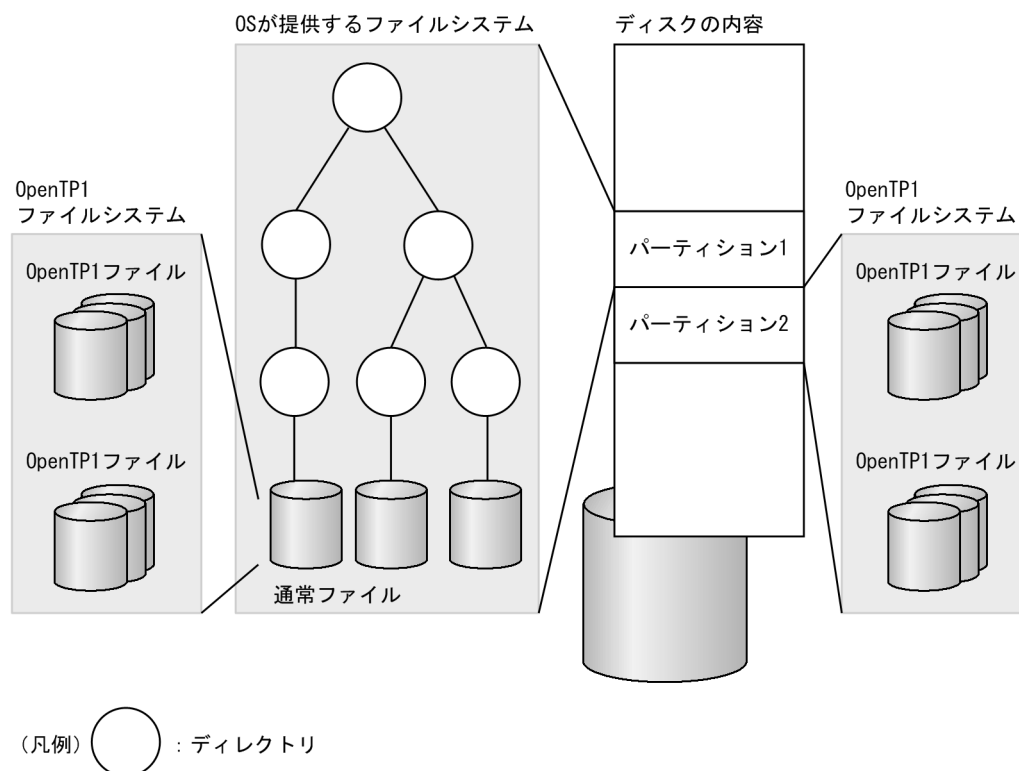 OSが提供するファイルシステム
ディスクの内容
OpenTP1
ファイルシステム
OpenTP1ファイル
OpenTP1ファイル
通常ファイル
パーティション1
パーティション2
OpenTP1
ファイルシステム
OpenTP1ファイル
OpenTP1ファイル
(凡例) : ディレクトリ